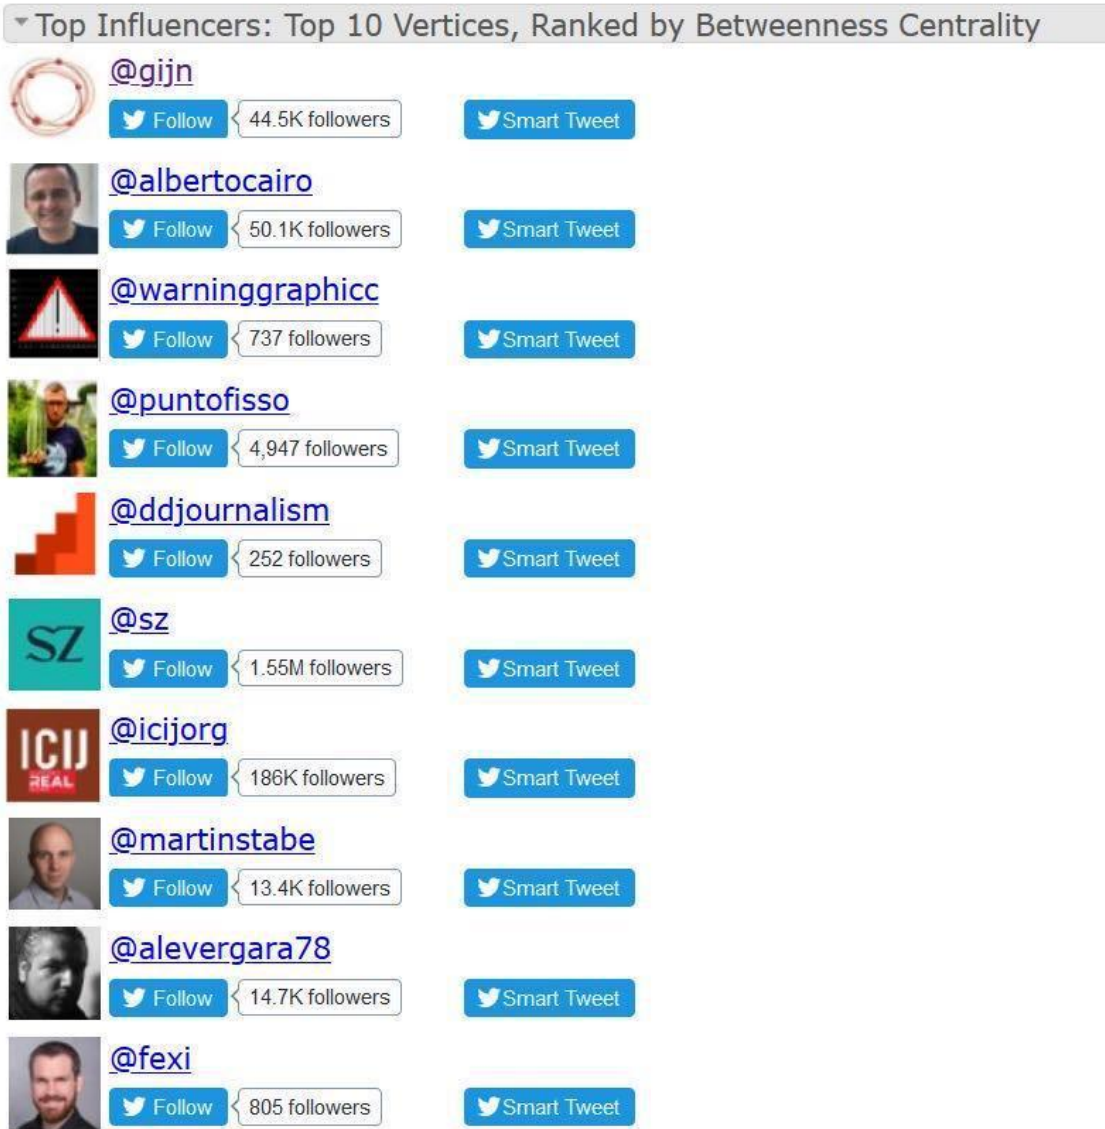 Top Influencers: Top 10 Vertices, Ranked by Betweenness Centrality
@gijn
Follow 44.5K followers Smart Tweet
@albertocairo
Follow 50.1K followers Smart Tweet
@warninggraphicc
Follow 737 followers Smart Tweet
@puntofisso
Follow 4,947 followers Smart Tweet
@ddjournalism
Follow 252 followers Smart Tweet
SZ
@sz
Follow 1.55M followers Smart Tweet
ICIJ
REAL
@icijorg
Follow 186K followers Smart Tweet
@martinstabe
Follow 13.4K followers Smart Tweet
@alevergara78
Follow 14.7K followers Smart Tweet
@fexi
Follow 805 followers Smart Tweet